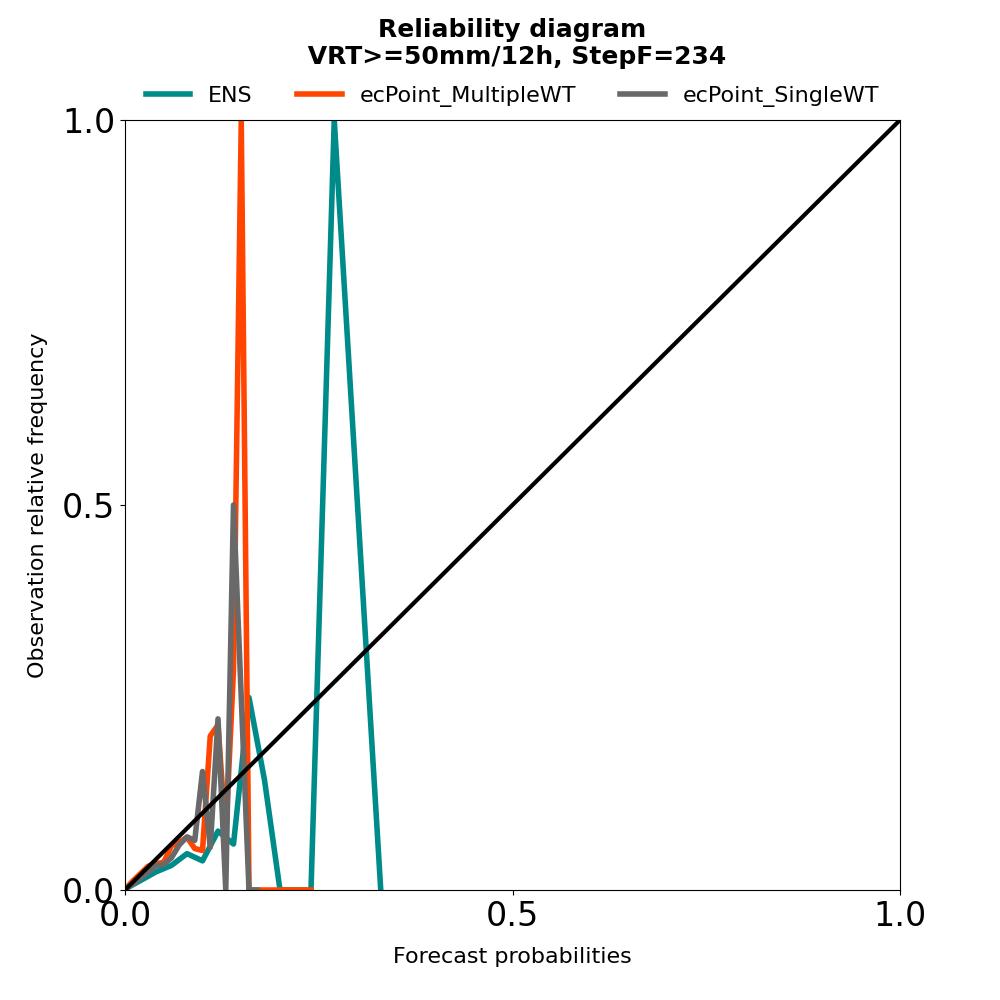 Reliability diagram
VRT>=50mm/12h, StepF=234
ENS ecPoint_MultipleWT ecPoint_SingleWT
1.0
0.5
0.0
0.0 0.5 1.0
Observation relative frequency
Forecast probabilities